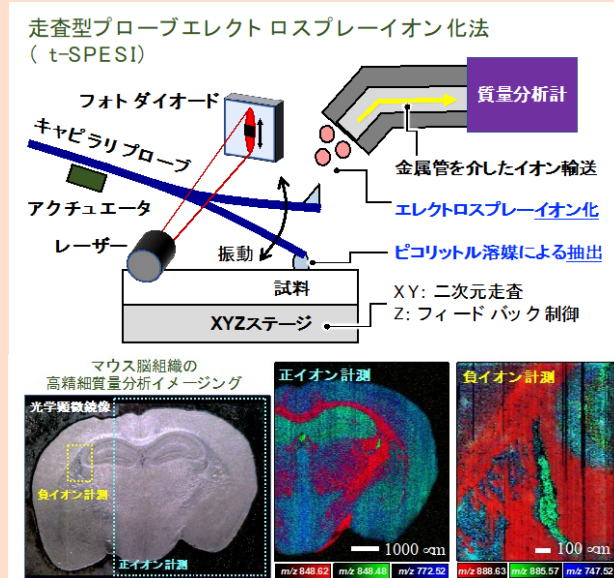 走査型プローブエレクトロスプレーイオン化法
( t-SPESI)
フォトダイオード
質量分析計
キャピラリプローブ
金属管を介したイオン輸送
アクチュエータ
エレクトロスプレーイオン化
レーザー
振動
ピコリットル溶媒による抽出
試料
XY: 二次元走査
XYZステージ
Z: フィードバック制御
マウス脳組織の
高精細質量分析イメージング
光学顕微鏡像
正イオン計測
負イオン計測
負イオン計測
正イオン計測
1000 ∝m
100 ∝m
m/z 848.62
m/z 848.48
m/z 772.52
m/z 888.63
m/z 885.57
m/z 747.52